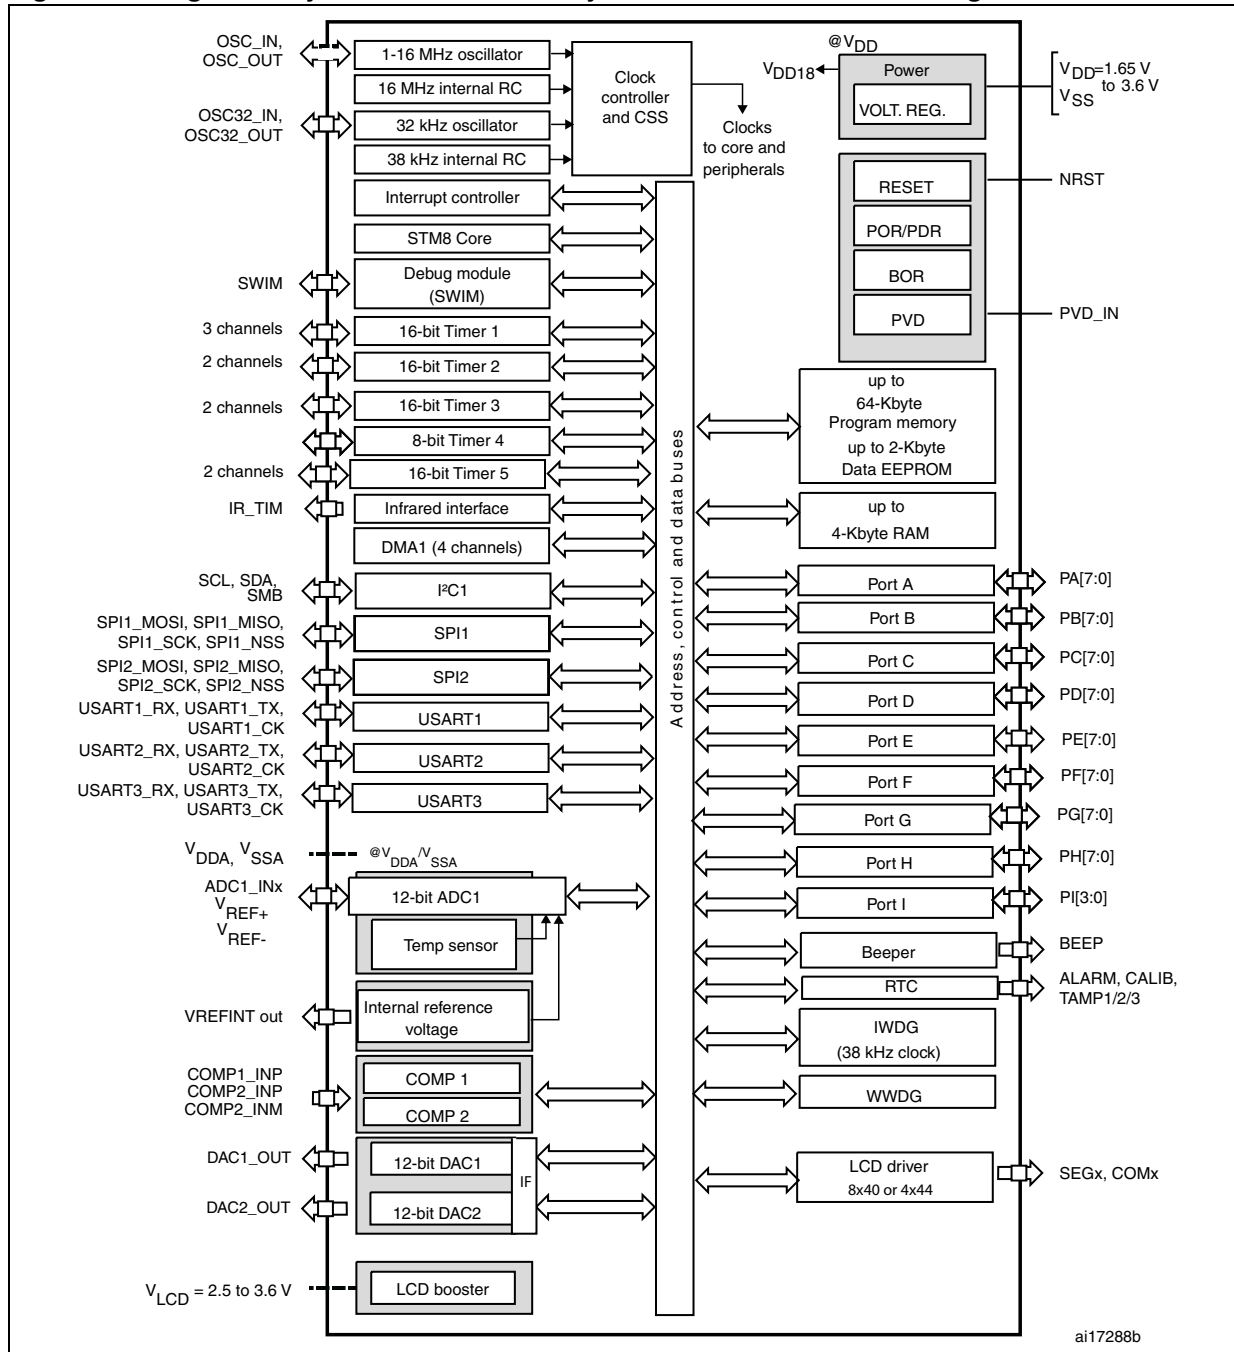 OSC_IN,
OSC_OUT
1-16 MHz oscillator
16 MHz internal RC
OSC32_IN,
OSC32_OUT
32 kHz oscillator
38 kHz internal RC
Clock
controller
and CSS
Clocks
to core and
peripherals
@VDD
VDD18
Power
VOLT. REG.
VDD=1.65 V
to 3.6 V
VSS
RESET
NRST
POR/PDR
BOR
PVD
PVD_IN
Interrupt controller
STM8 Core
SWIM
Debug module
(SWIM)
3 channels
16-bit Timer 1
2 channels
16-bit Timer 2
2 channels
16-bit Timer 3
8-bit Timer 4
2 channels
16-bit Timer 5
IR_TIM
Infrared interface
DMA1 (4 channels)
SCL, SDA,
SMB
I²C1
SPI1_MOSI, SPI1_MISO,
SPI1_SCK, SPI1_NSS
SPI1
SPI2_MOSI, SPI2_MISO,
SPI2_SCK, SPI2_NSS
SPI2
USART1_RX, USART1_TX,
USART1_CK
USART1
USART2_RX, USART2_TX,
USART2_CK
USART2
USART3_RX, USART3_TX,
USART3_CK
USART3
VDDA, VSSA
@VDDA/VSSA
ADC1_INx
VREF+
VREF-
12-bit ADC1
Temp sensor
VREFINT out
Internal reference
voltage
COMP1_INP
COMP2_INP
COMP2_INM
COMP 1
COMP 2
DAC1_OUT
12-bit DAC1
IF
DAC2_OUT
12-bit DAC2
VLCD = 2.5 to 3.6 V
LCD booster
Address, control and data buses
up to
64-Kbyte
Program memory
up to 2-Kbyte
Data EEPROM
up to
4-Kbyte RAM
Port A
PA[7:0]
Port B
PB[7:0]
Port C
PC[7:0]
Port D
PD[7:0]
Port E
PE[7:0]
Port F
PF[7:0]
Port G
PG[7:0]
Port H
PH[7:0]
Port I
PI[3:0]
Beeper
BEEP
RTC
ALARM, CALIB,
TAMP1/2/3
IWDG
(38 kHz clock)
WWDG
LCD driver
8x40 or 4x44
SEGx, COMx
ai17288b